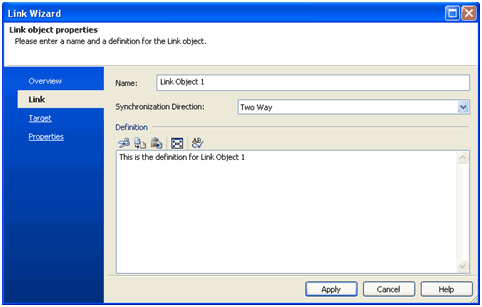 Link Wizard
Link object properties
Please enter a name and a definition for the Link object.
Overview
Link
Target
Properties
Name: Link Object 1
Synchronization Direction: Two Way
Definition
This is the definition for Link Object 1
Apply Cancel Help